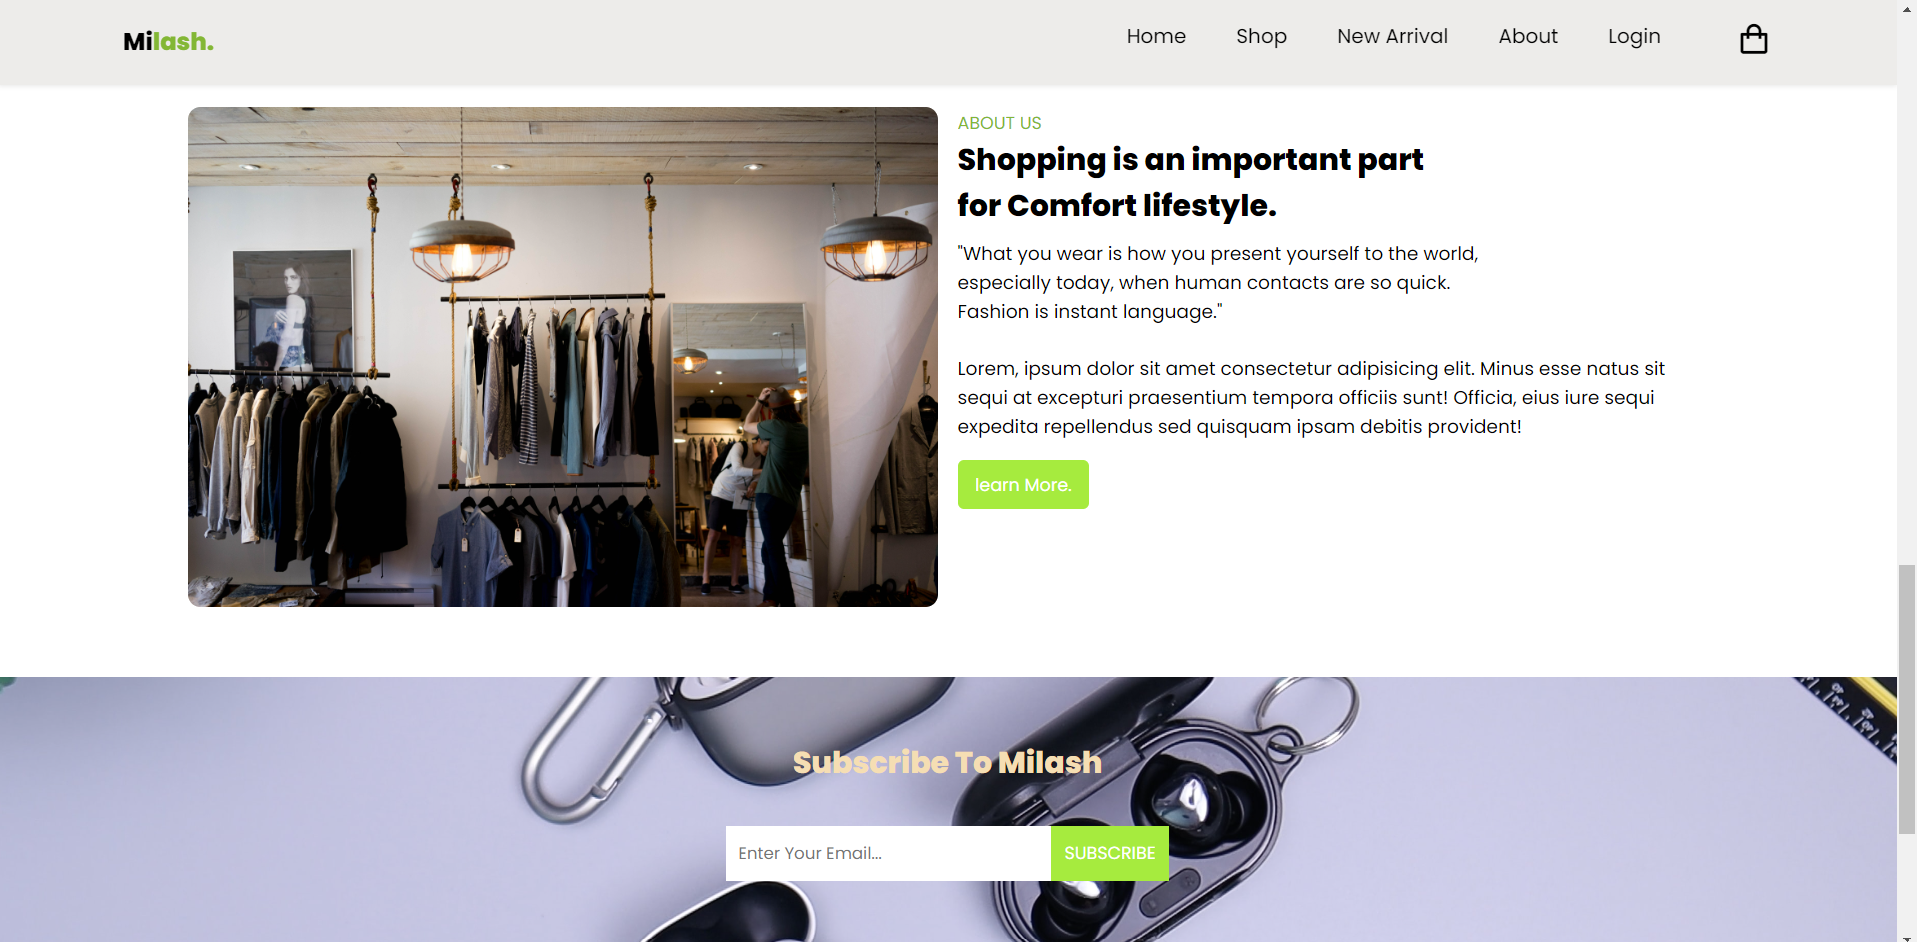 Milash.
Home Shop New Arrival About Login
ABOUT US
Shopping is an important part
for Comfort lifestyle.
"What you wear is how you present yourself to the world,
especially today, when human contacts are so quick.
Fashion is instant language."
Lorem, ipsum dolor sit amet consectetur adipisicing elit. Minus esse natus sit
sequi at excepturi praesentium tempora officiis sunt! Officia, eius iure sequi
expedita repellendus sed quisquam ipsam debitis provident!
learn More.
Subscribe To Milash
Enter Your Email...
SUBSCRIBE